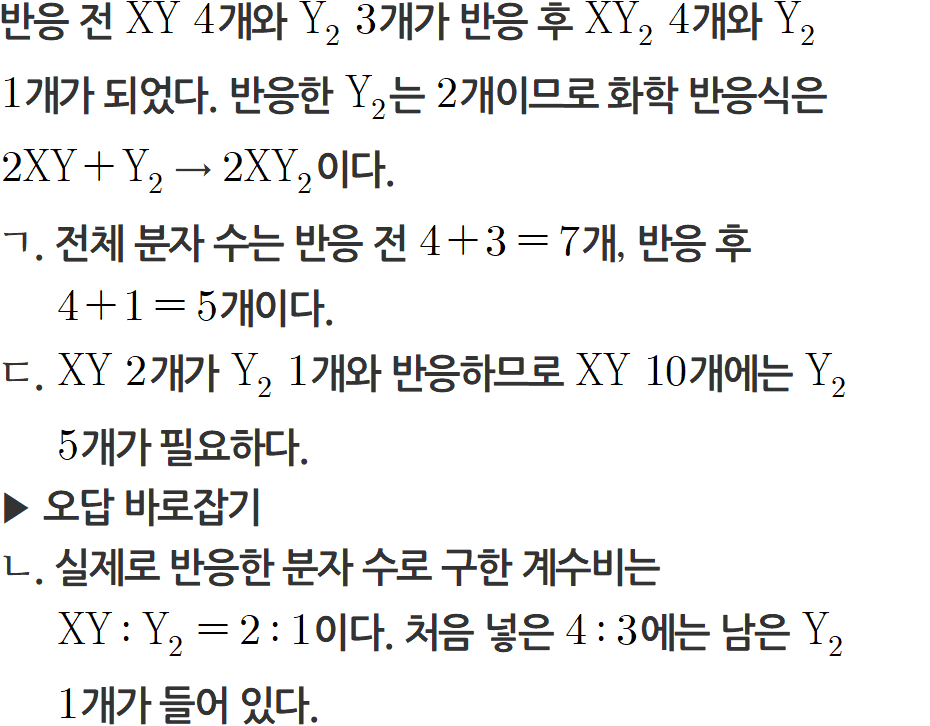 반응 전 XY 4개와 Y₂ 3개가 반응 후 XY₂ 4개와 Y₂
1개가 되었다. 반응한 Y₂는 2개이므로 화학 반응식은
2XY+Y₂ → 2XY₂이다.
ㄱ. 전체 분자 수는 반응 전 4+3=7개, 반응 후
4+1=5개이다.
ㄷ. XY 2개가 Y₂ 1개와 반응하므로 XY 10개에는 Y₂
5개가 필요하다.
▶ 오답 바로잡기
ㄴ. 실제로 반응한 분자 수로 구한 계수비는
XY:Y₂=2:1이다. 처음 넣은 4:3에는 남은 Y₂
1개가 들어 있다.